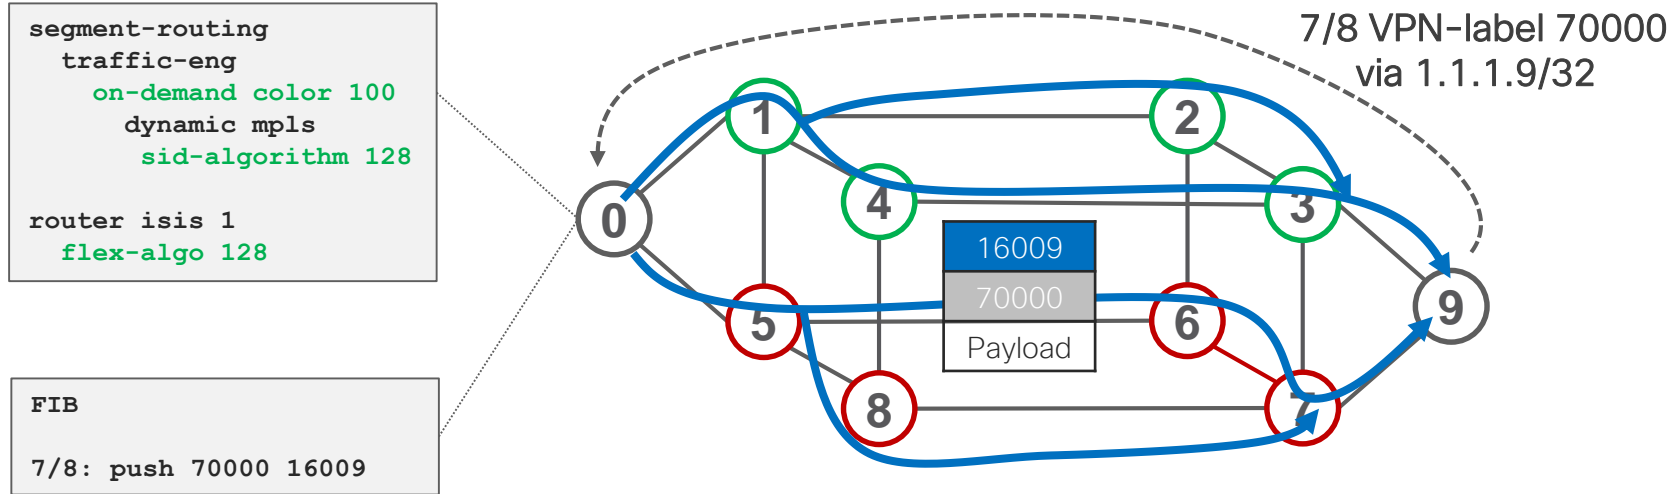 segment-routing
traffic-eng
on-demand color 100
dynamic mpls
sid-algorithm 128
router isis 1
flex-algo 128
FIB
7/8: push 70000 16009
7/8 VPN-label 70000
via 1.1.1.9/32
0
1
2
4
3
5
6
8
7
9
16009
70000
Payload